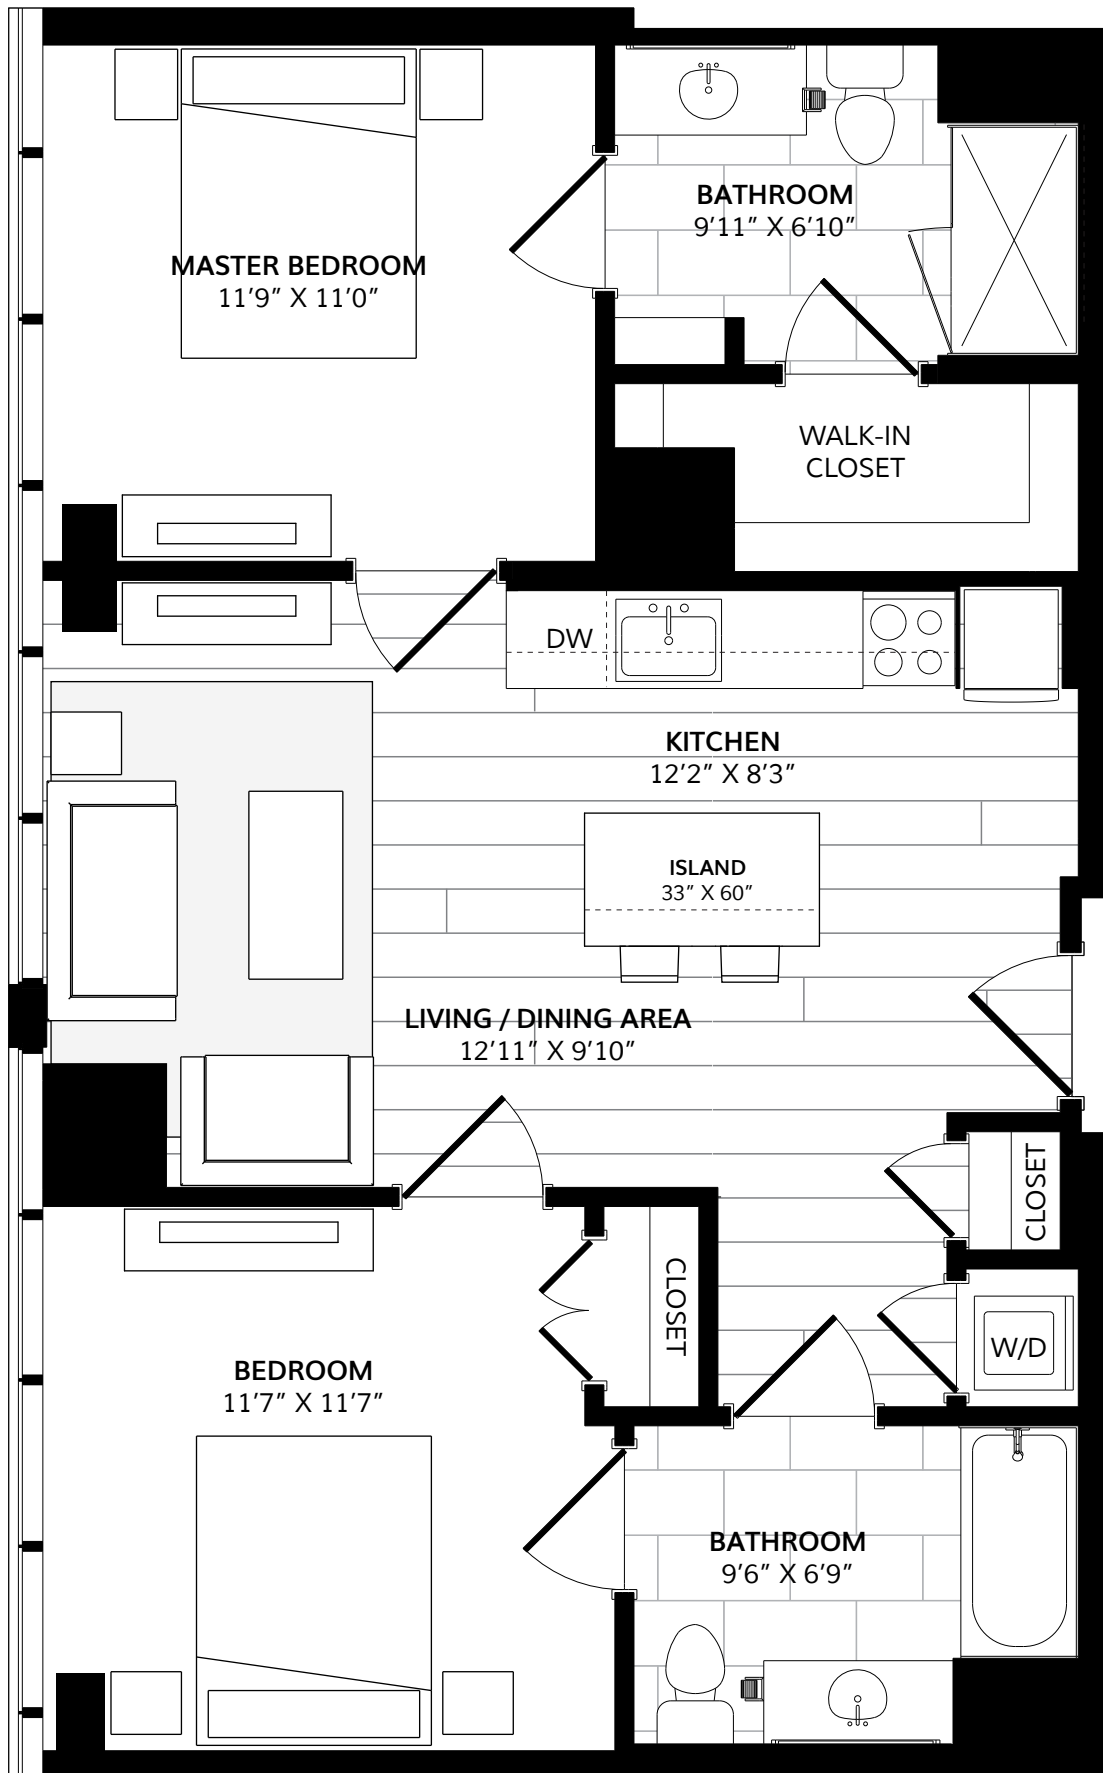 BATHROOM
9’11” X 6’10”
MASTER BEDROOM
11’9” X 11’0”
WALK-IN
CLOSET
DW
KITCHEN
12’2” X 8’3”
ISLAND
33” X 60”
LIVING / DINING AREA
12’11” X 9’10”
CLOSET
CLOSET
W/D
BEDROOM
11’7” X 11’7”
BATHROOM
9’6” X 6’9”